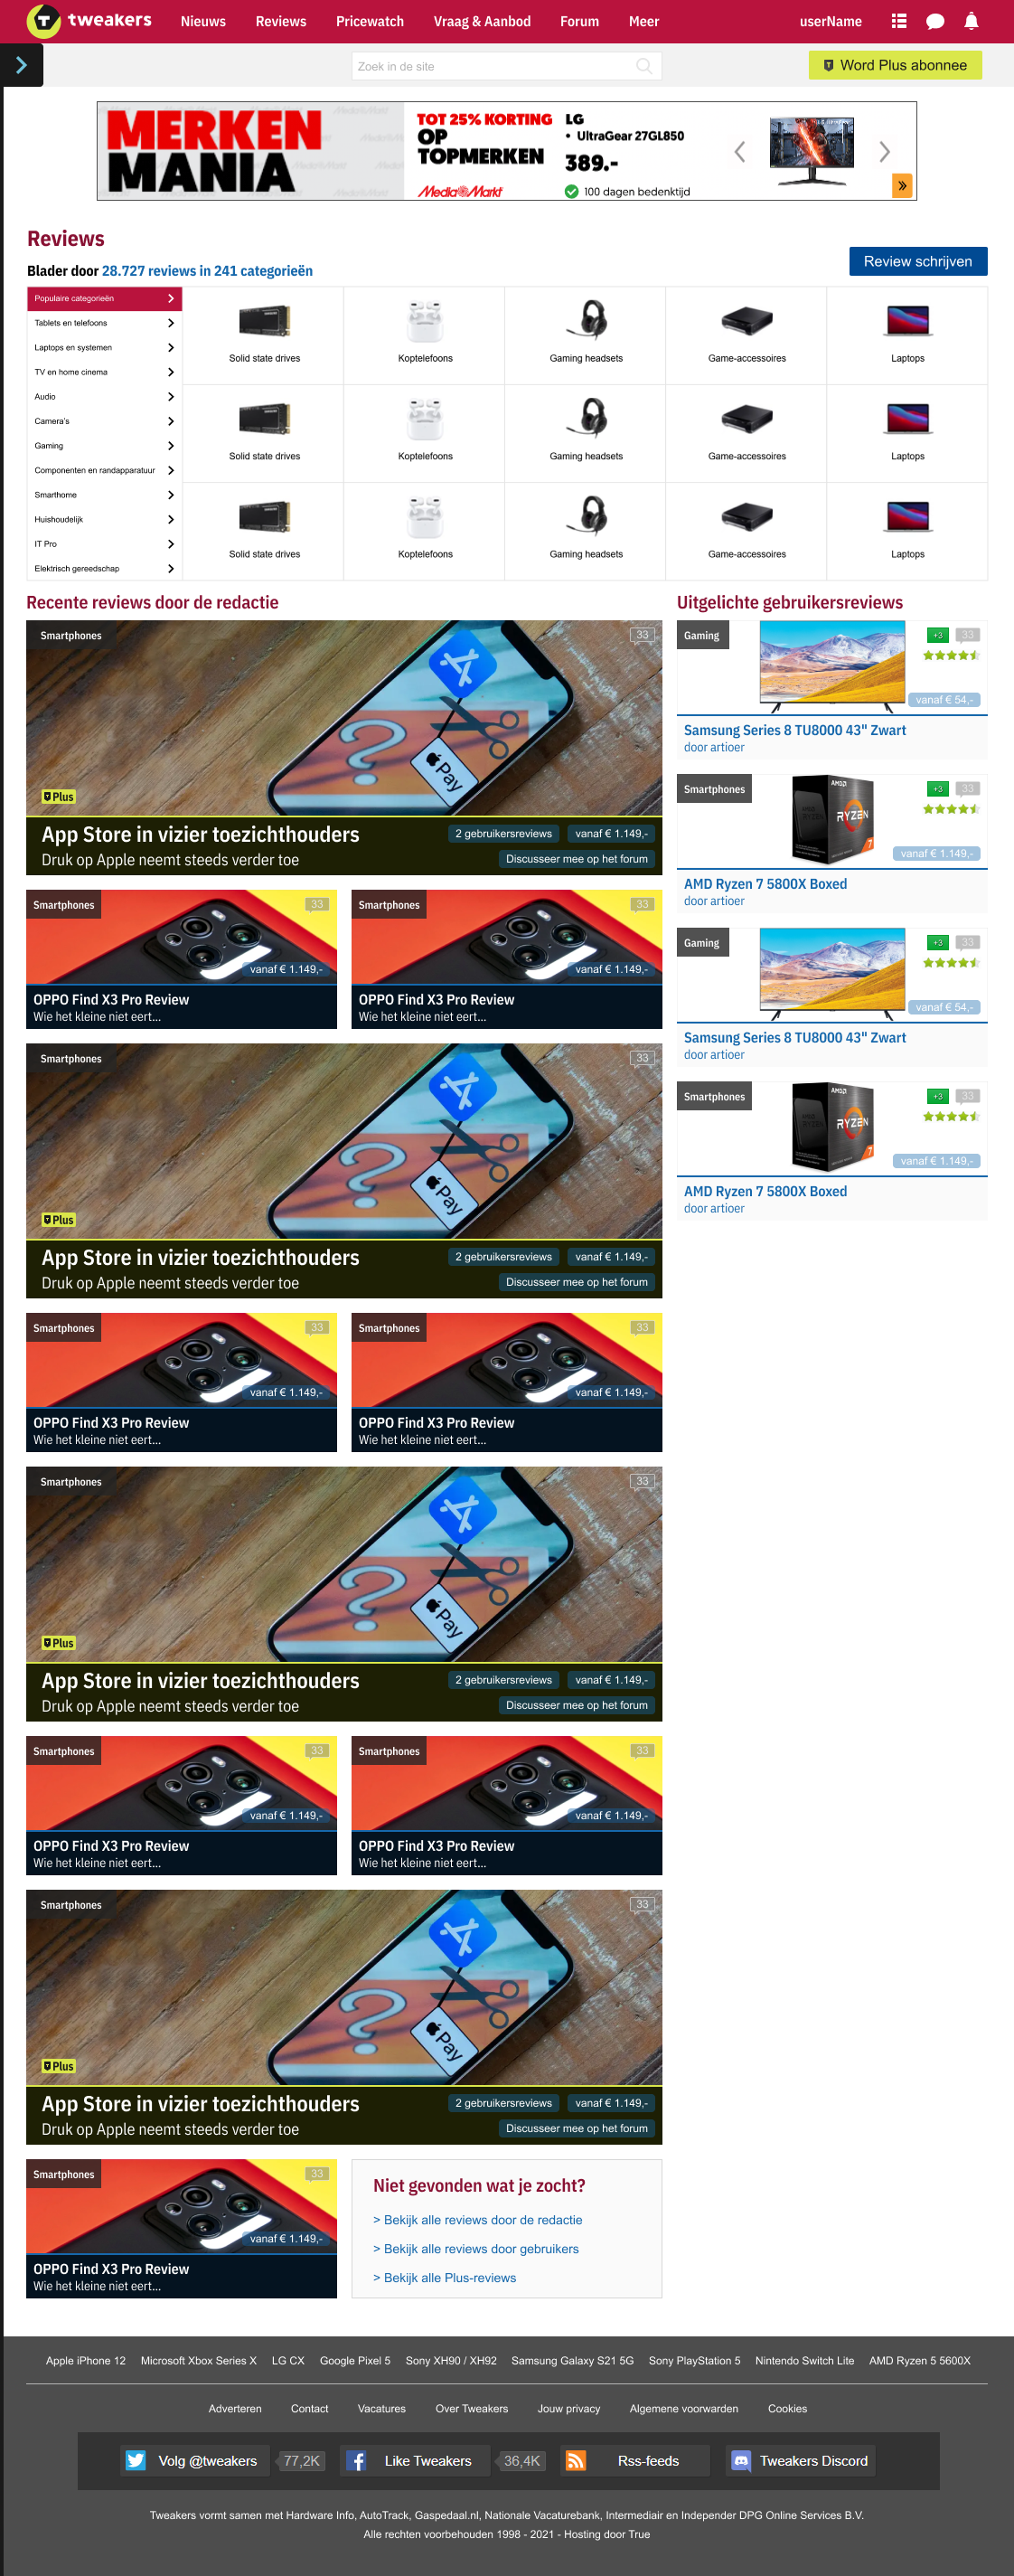 tweakers Nieuws Reviews Pricewatch Vraag & Aanbod Forum Meer userName
Zoek in de site
Word Plus abonnee
MERKEN
MANIA
TOT 25% KORTING
OP
TOPMERKEN
MediaMarkt
LG
• UltraGear 27GL850
389.-
100 dagen bedenktijd
Reviews
Blader door 28.727 reviews in 241 categorieën
Review schrijven
Populaire categorieën
Tablets en telefoons
Laptops en systemen
TV en home cinema
Audio
Camera's
Gaming
Componenten en randapparatuur
Smarthome
Huishoudelijk
IT Pro
Elektrisch gereedschap
Solid state drives Koptelefoons Gaming headsets Game-accessoires Laptops
Solid state drives Koptelefoons Gaming headsets Game-accessoires Laptops
Solid state drives Koptelefoons Gaming headsets Game-accessoires Laptops
Recente reviews door de redactie
Smartphones
33
Pay
Plus
App Store in vizier toezichthouders
Druk op Apple neemt steeds verder toe
2 gebruikersreviews vanaf € 1.149,-
Discusseer mee op het forum
Smartphones
33
vanaf € 1.149,-
OPPO Find X3 Pro Review
Wie het kleine niet eert...
Smartphones
33
vanaf € 1.149,-
OPPO Find X3 Pro Review
Wie het kleine niet eert...
Smartphones
33
Pay
Plus
App Store in vizier toezichthouders
Druk op Apple neemt steeds verder toe
2 gebruikersreviews vanaf € 1.149,-
Discusseer mee op het forum
Smartphones
33
vanaf € 1.149,-
OPPO Find X3 Pro Review
Wie het kleine niet eert...
Smartphones
33
vanaf € 1.149,-
OPPO Find X3 Pro Review
Wie het kleine niet eert...
Smartphones
33
Pay
Plus
App Store in vizier toezichthouders
Druk op Apple neemt steeds verder toe
2 gebruikersreviews vanaf € 1.149,-
Discusseer mee op het forum
Smartphones
33
vanaf € 1.149,-
OPPO Find X3 Pro Review
Wie het kleine niet eert...
Smartphones
33
vanaf € 1.149,-
OPPO Find X3 Pro Review
Wie het kleine niet eert...
Smartphones
33
Pay
Plus
App Store in vizier toezichthouders
Druk op Apple neemt steeds verder toe
2 gebruikersreviews vanaf € 1.149,-
Discusseer mee op het forum
Smartphones
33
vanaf € 1.149,-
OPPO Find X3 Pro Review
Wie het kleine niet eert...
Niet gevonden wat je zocht?
> Bekijk alle reviews door de redactie
> Bekijk alle reviews door gebruikers
> Bekijk alle Plus-reviews
Uitgelichte gebruikersreviews
Gaming
+3 33
vanaf € 54,-
Samsung Series 8 TU8000 43" Zwart
door artioer
Smartphones
AMD
RYZEN
7
+3 33
vanaf € 1.149,-
AMD Ryzen 7 5800X Boxed
door artioer
Gaming
+3 33
vanaf € 54,-
Samsung Series 8 TU8000 43" Zwart
door artioer
Smartphones
AMD
RYZEN
7
+3 33
vanaf € 1.149,-
AMD Ryzen 7 5800X Boxed
door artioer
Apple iPhone 12 Microsoft Xbox Series X LG CX Google Pixel 5 Sony XH90 / XH92 Samsung Galaxy S21 5G Sony PlayStation 5 Nintendo Switch Lite AMD Ryzen 5 5600X
Adverteren Contact Vacatures Over Tweakers Jouw privacy Algemene voorwarden Cookies
Volg @tweakers 77,2K Like Tweakers 36,4K Rss-feeds Tweakers Discord
Tweakers vormt samen met Hardware Info, AutoTrack, Gaspedaal.nl, Nationale Vacaturebank, Intermediair en Independer DPG Online Services B.V.
Alle rechten voorbehouden 1998 - 2021 - Hosting door True